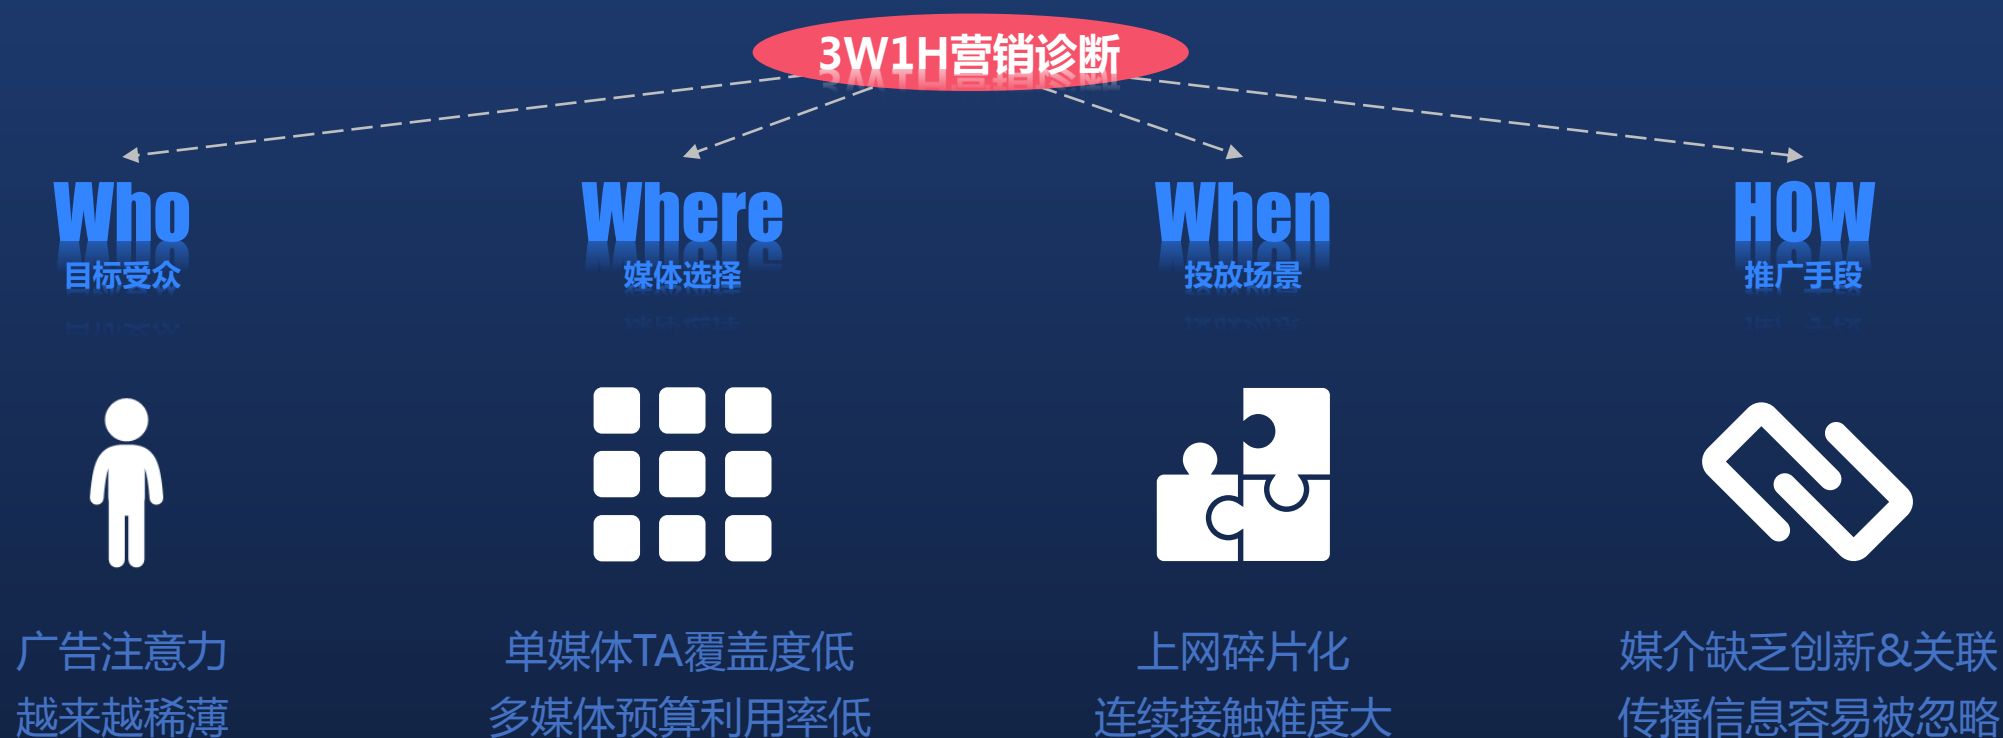 3W1H营销诊断
Who
目标受众
Where
媒体选择
When
投放场景
HOW
推广手段
广告注意力
越来越稀薄
单媒体TA覆盖度低
多媒体预算利用率低
上网碎片化
连续接触难度大
媒介缺乏创新&关联
传播信息容易被忽略